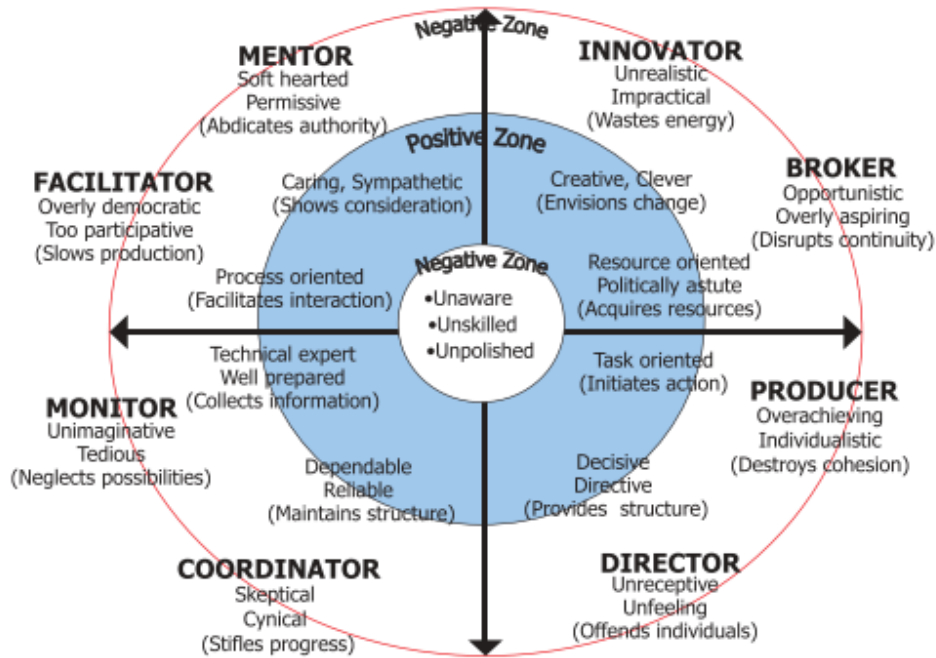 Negative Zone
MENTOR
Soft hearted
Permissive
(Abdicates authority)
INNOVATOR
Unrealistic
Impractical
(Wastes energy)
FACILITATOR
Overly democratic
Too participative
(Slows production)
Positive Zone
Caring, Sympathetic
(Shows consideration)
Creative, Clever
(Envisions change)
BROKER
Opportunistic
Overly aspiring
(Disrupts continuity)
Process oriented
(Facilitates interaction)
Negative Zone
•Unaware
•Unskilled
•Unpolished
Resource oriented
Politically astute
(Acquires resources)
Technical expert
Well prepared
(Collects information)
Task oriented
(Initiates action)
MONITOR
Unimaginative
Tedious
(Neglects possibilities)
PRODUCER
Overachieving
Individualistic
(Destroys cohesion)
Dependable
Reliable
(Maintains structure)
Decisive
Directive
(Provides structure)
COORDINATOR
Skeptical
Cynical
(Stifles progress)
DIRECTOR
Unreceptive
Unfeeling
(Offends individuals)